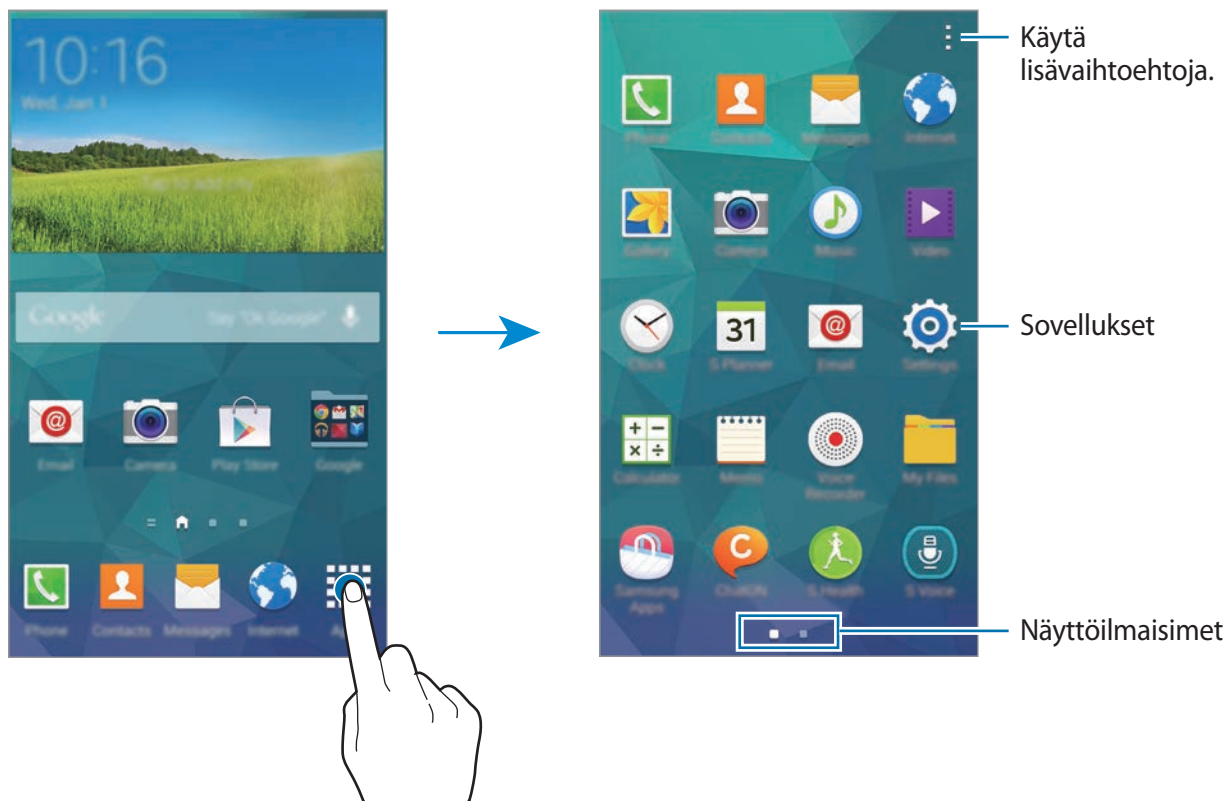 10:16
Wed, Jan 1
Google
Say "Ok Google"
Email
Camera
Play Store
Google
Phone
Contacts
Messages
Internet
Käytä
lisävaihtoehtoja.
Phone
Contacts
Messages
Internet
Gallery
Camera
Music
Video
31
Sovellukset
Clock
S Planner
Email
Settings
Calculator
Memo
Voice
Recorder
My Files
C
Samsung
Apps
ChatON
S Health
S Voice
Näyttöilmaisimet